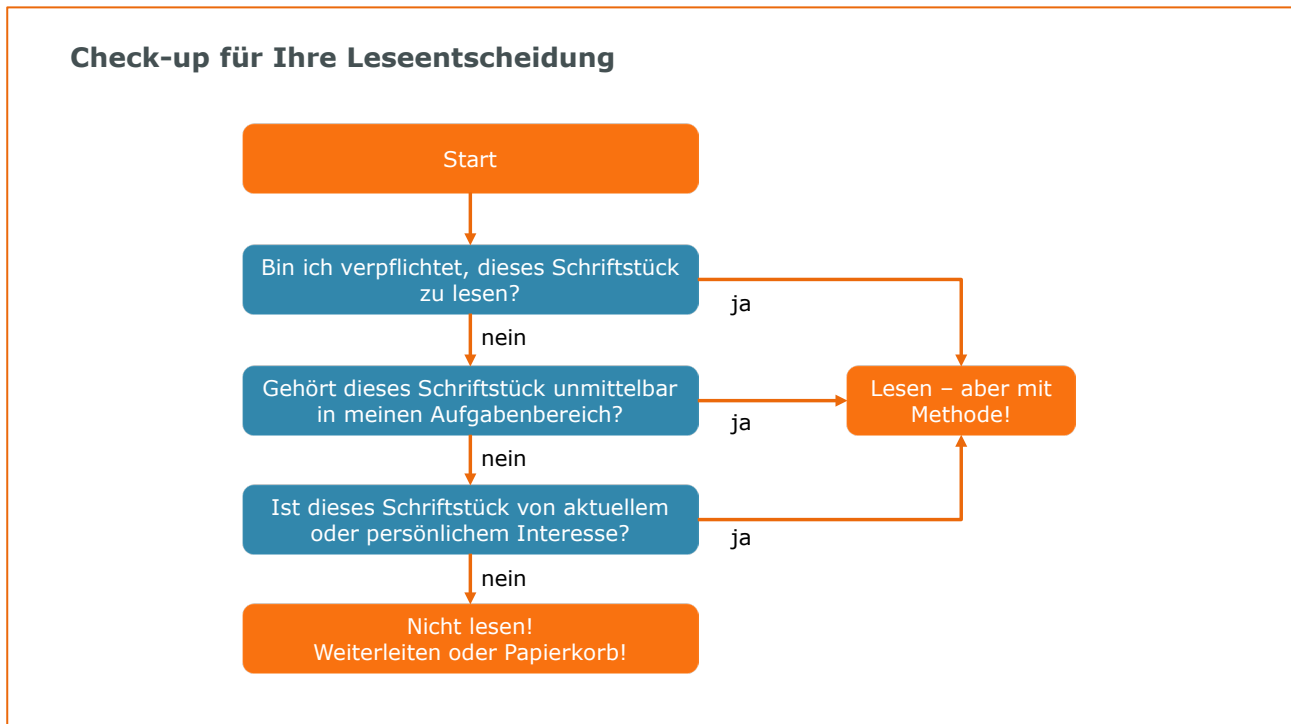 Check-up für Ihre Leseentscheidung
Start
Bin ich verpflichtet, dieses Schriftstück
zu lesen?
ja
nein
Gehört dieses Schriftstück unmittelbar
in meinen Aufgabenbereich?
ja
Lesen – aber mit
Methode!
nein
Ist dieses Schriftstück von aktuellem
oder persönlichem Interesse?
ja
nein
Nicht lesen!
Weiterleiten oder Papierkorb!